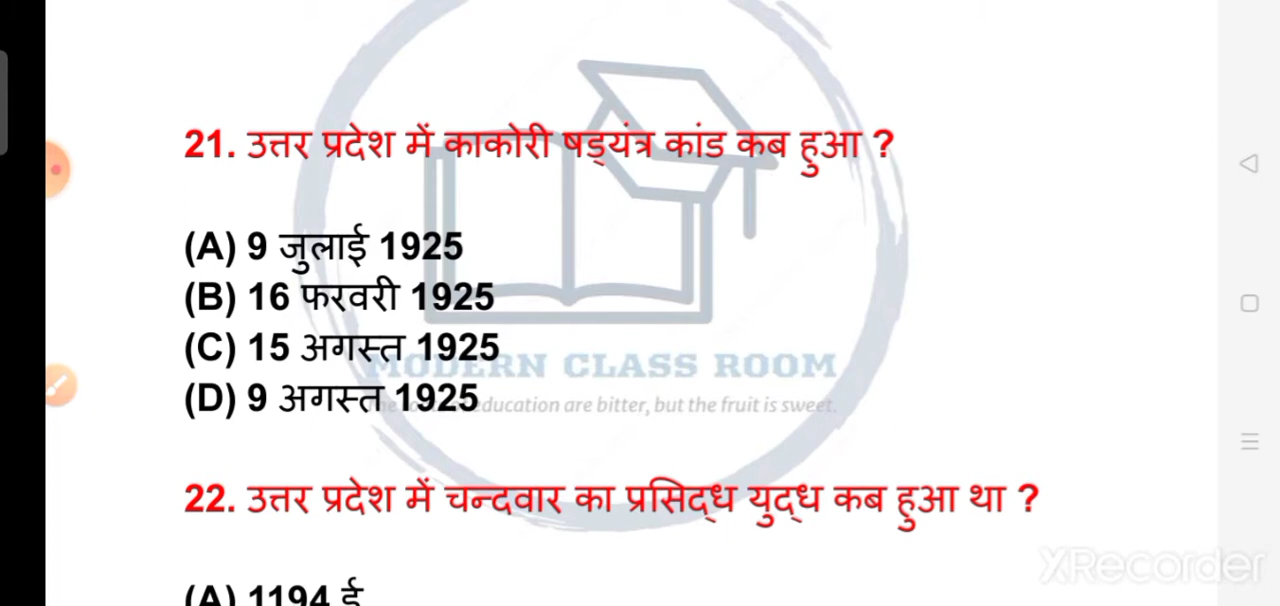 21. उत्तर प्रदेश में काकोरी षड्यंत्र कांड कब हुआ ?
(A) 9 जुलाई 1925
(B) 16 फरवरी 1925
(C) 15 अगस्त 1925
MODERN CLASS ROOM
(D) 9 अगस्त 1925
education are bitter, but the fruit is sweet.
22. उत्तर प्रदेश में चन्दवार का प्रसिद्ध युद्ध कब हुआ था ?
XRecorder
(A) 1194 ई